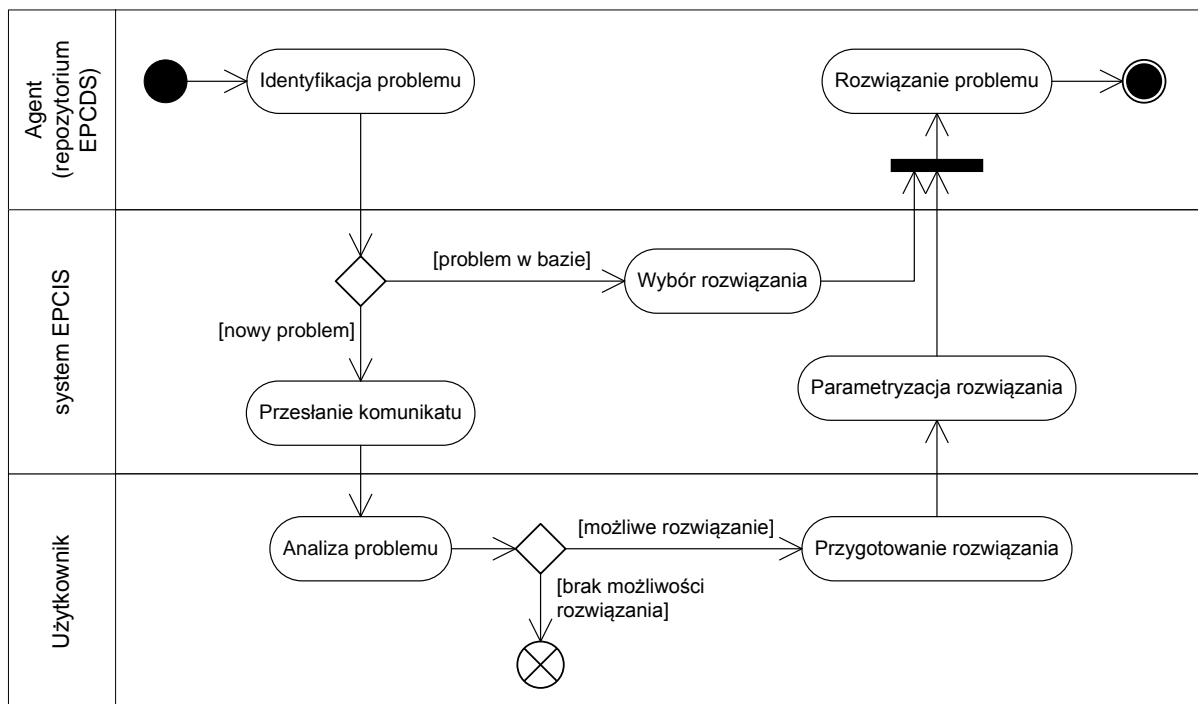 Agent
(repozytorium
EPCDS)
Identyfikacja problemu
Rozwiązanie problemu
system EPCIS
[problem w bazie]
Wybór rozwiązania
[nowy problem]
Przesłanie komunikatu
Parametryzacja rozwiązania
Użytkownik
Analiza problemu
[możliwe rozwiązanie]
Przygotowanie rozwiązania
[brak możliwości
rozwiązania]